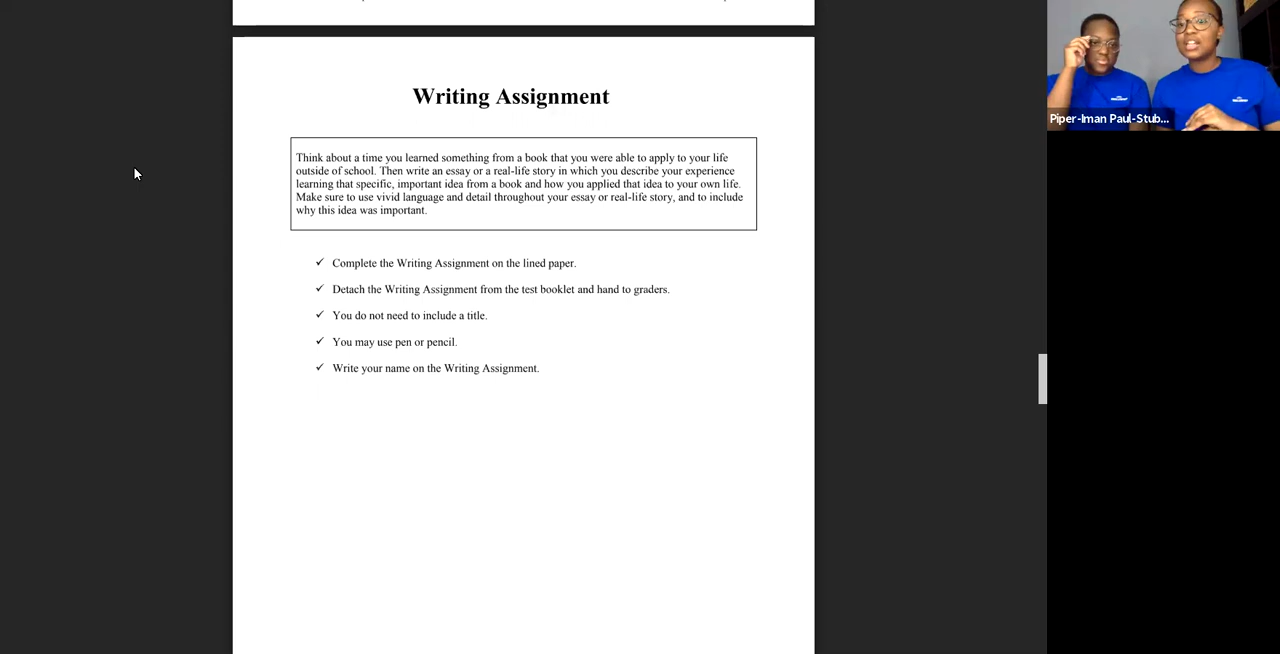 Writing Assignment
Think about a time you learned something from a book that you were able to apply to your life
outside of school. Then write an essay or a real-life story in which you describe your experience
learning that specific, important idea from a book and how you applied that idea to your own life.
Make sure to use vivid language and detail throughout your essay or real-life story, and to include
why this idea was important.
✓ Complete the Writing Assignment on the lined paper.
✓ Detach the Writing Assignment from the test booklet and hand to graders.
✓ You do not need to include a title.
✓ You may use pen or pencil.
✓ Write your name on the Writing Assignment.
Piper-Iman Paul-Stub...